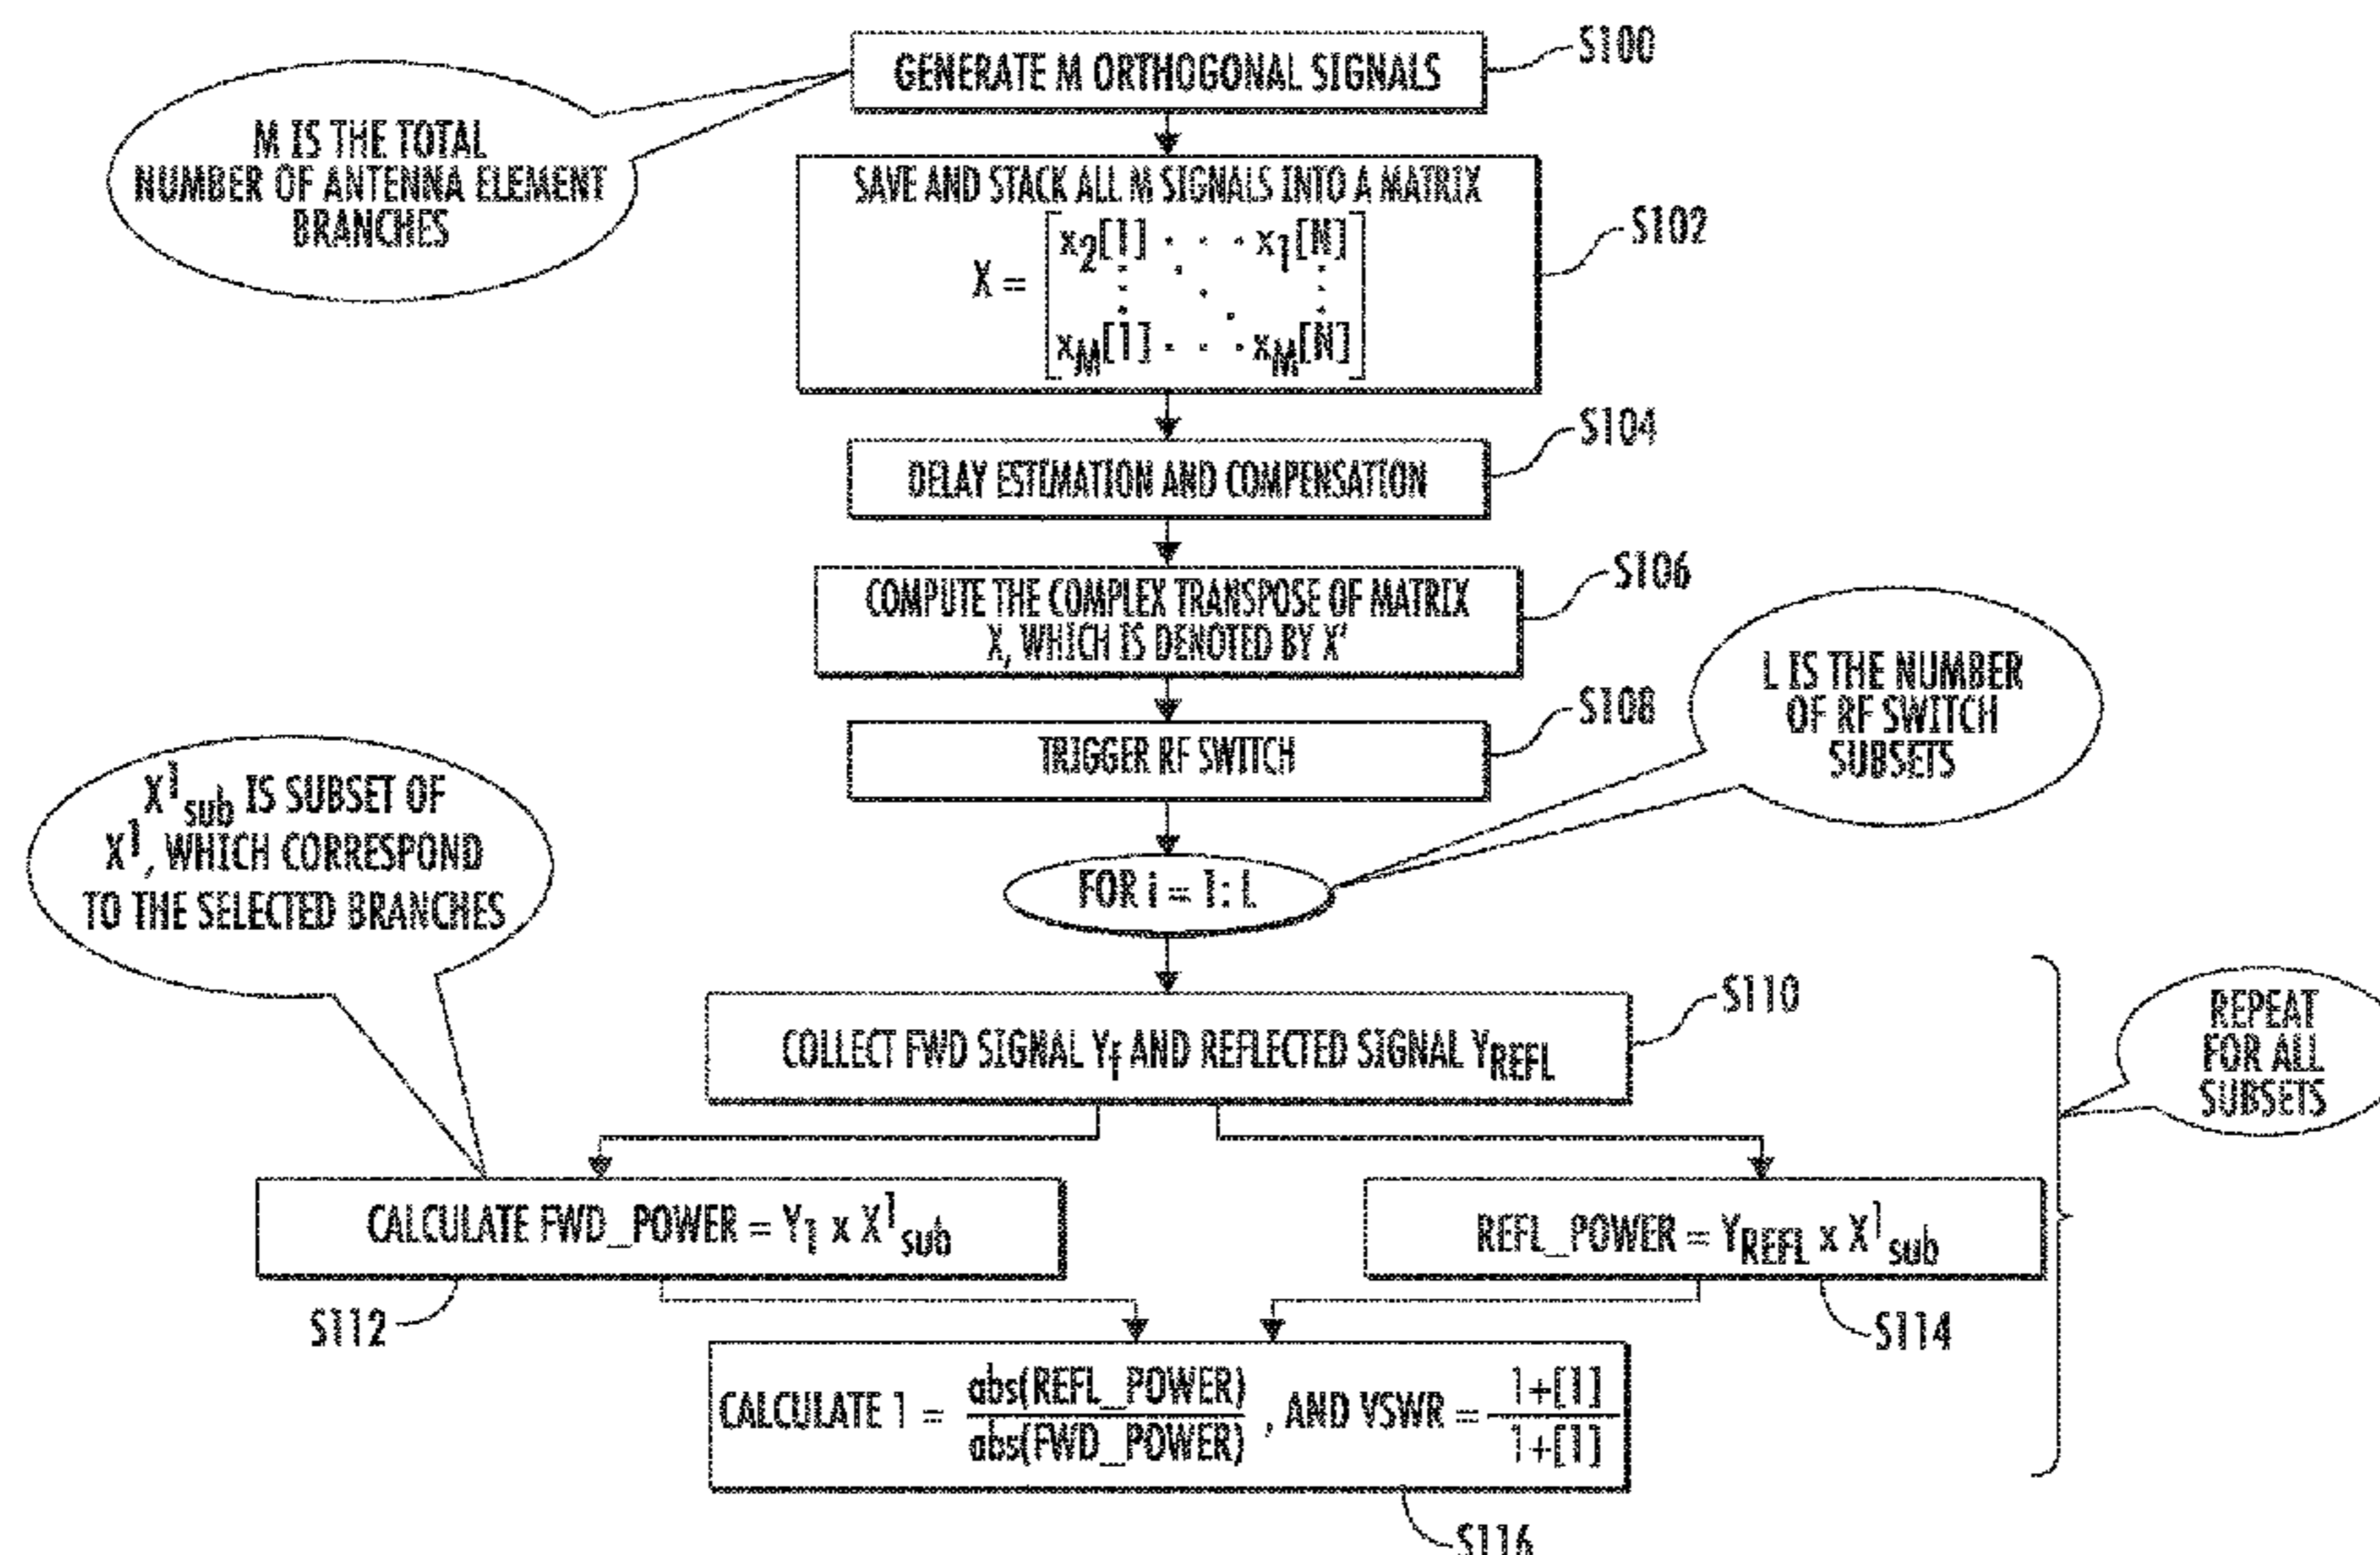 GENERATE M ORTHOGONAL SIGNALS
S100
M IS THE TOTAL
NUMBER OF ANTENNA ELEMENT
BRANCHES
SAVE AND STACK ALL M SIGNALS INTO A MATRIX
S102
X = [x2[1] · · · x1[N]
xM[1] · · · xM[N]]
DELAY ESTIMATION AND COMPENSATION
S104
COMPUTE THE COMPLEX TRANSPOSE OF MATRIX
X, WHICH IS DENOTED BY X'
S106
TRIGGER RF SWITCH
S108
L IS THE NUMBER
OF RF SWITCH
SUBSETS
FOR i = 1: L
X1sub IS SUBSET OF
X1, WHICH CORRESPOND
TO THE SELECTED BRANCHES
COLLECT FWD SIGNAL Yf AND REFLECTED SIGNAL YREFL
S110
REPEAT
FOR ALL
SUBSETS
CALCULATE FWD_POWER = Y1 x X1sub
S112
REFL_POWER = YREFL x X1sub
S114
CALCULATE 1 = abs(REFL_POWER) / abs(FWD_POWER) , AND VSWR = 1+[1] / 1+[1]
S116